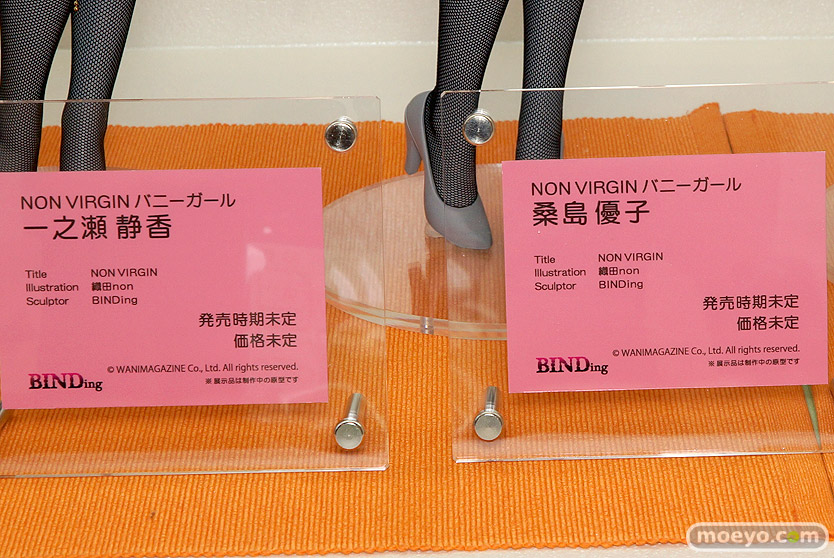 NON VIRGIN バニーガール
一之瀬 静香
Title NON VIRGIN
Illustration 織田non
Sculptor BINDing
発売時期未定
価格未定
© WANIMAGAZINE Co., Ltd. All rights reserved.
BINDing
※展示品は制作中の原型です
NON VIRGIN バニーガール
桑島 優子
Title NON VIRGIN
Illustration 織田non
Sculptor BINDing
発売時期未定
価格未定
© WANIMAGAZINE Co., Ltd. All rights reserved.
BINDing
※展示品は制作中の原型です
moeyo.com